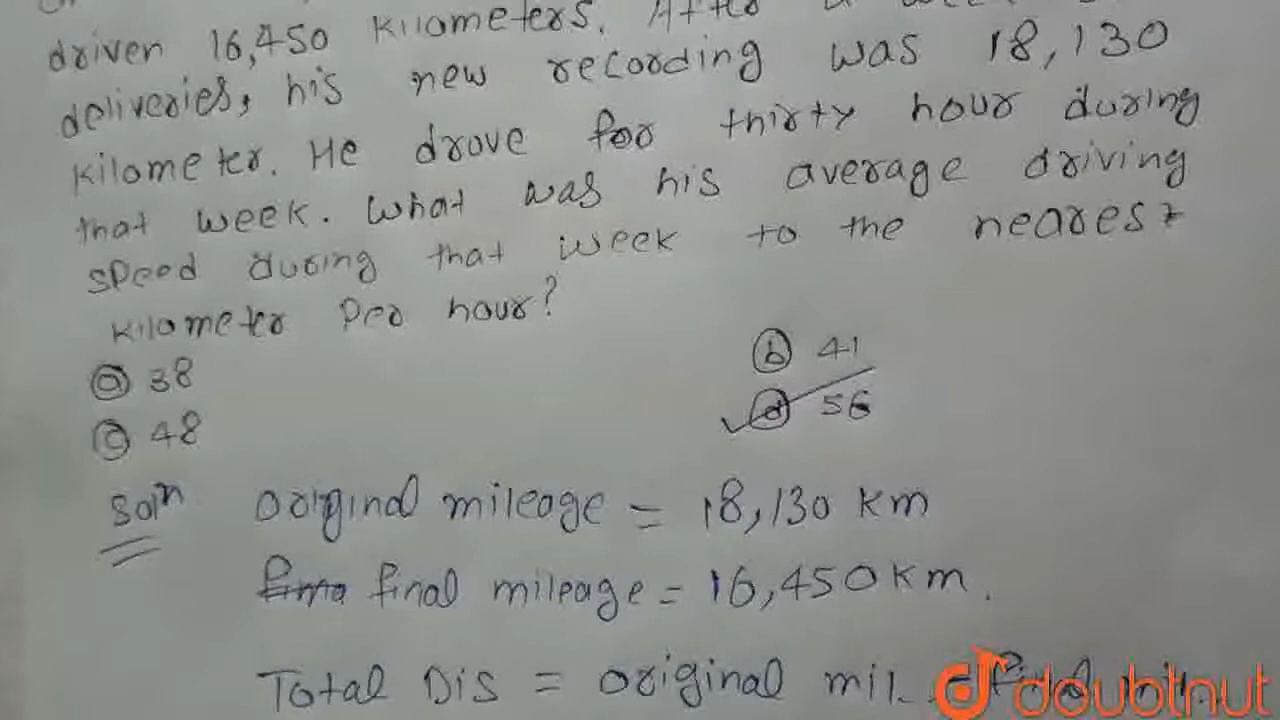 driven 16,450 kilometers. After a week
deliveries, his new recording was 18,130
kilometer. He drove for thirty hour during
that week. What was his average driving
speed during that week to the nearest
kilometer per hour?
(a) 38 (b) 41
(c) 48 (d) 56
Soln original mileage = 18,130 km
final mileage = 16,450 km.
Total Dis = original mil.
doubtnut